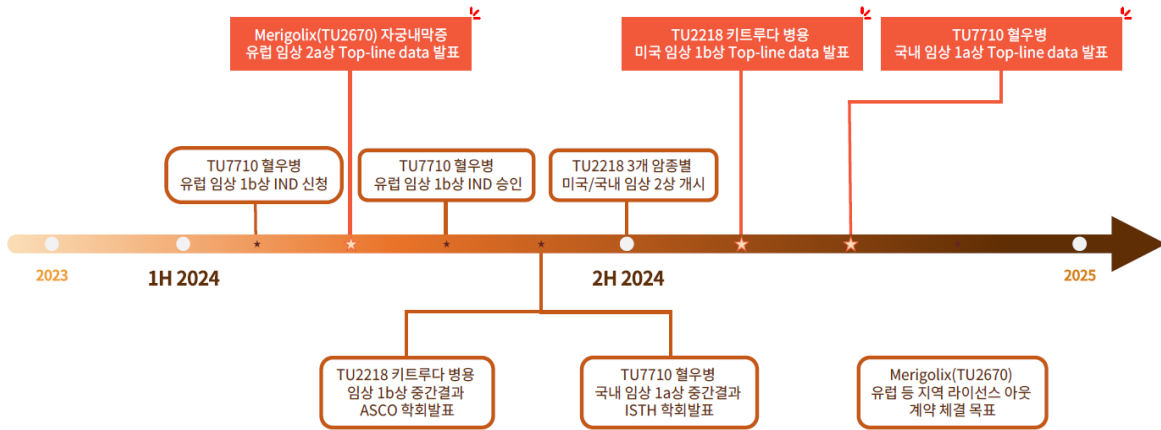 Merigolix(TU2670) 자궁내막증
유럽 임상 2a상 Top-line data 발표
TU2218 키트루다 병용
미국 임상 1b상 Top-line data 발표
TU7710 혈우병
국내 임상 1a상 Top-line data 발표
TU7710 혈우병
유럽 임상 1b상 IND 신청
TU7710 혈우병
유럽 임상 1b상 IND 승인
TU2218 3개 암종별
미국/국내 임상 2상 개시
2023
1H 2024
2H 2024
2025
TU2218 키트루다 병용
임상 1b상 중간결과
ASCO 학회발표
TU7710 혈우병
국내 임상 1a상 중간결과
ISTH 학회발표
Merigolix(TU2670)
유럽 등 지역 라이선스 아웃
계약 체결 목표